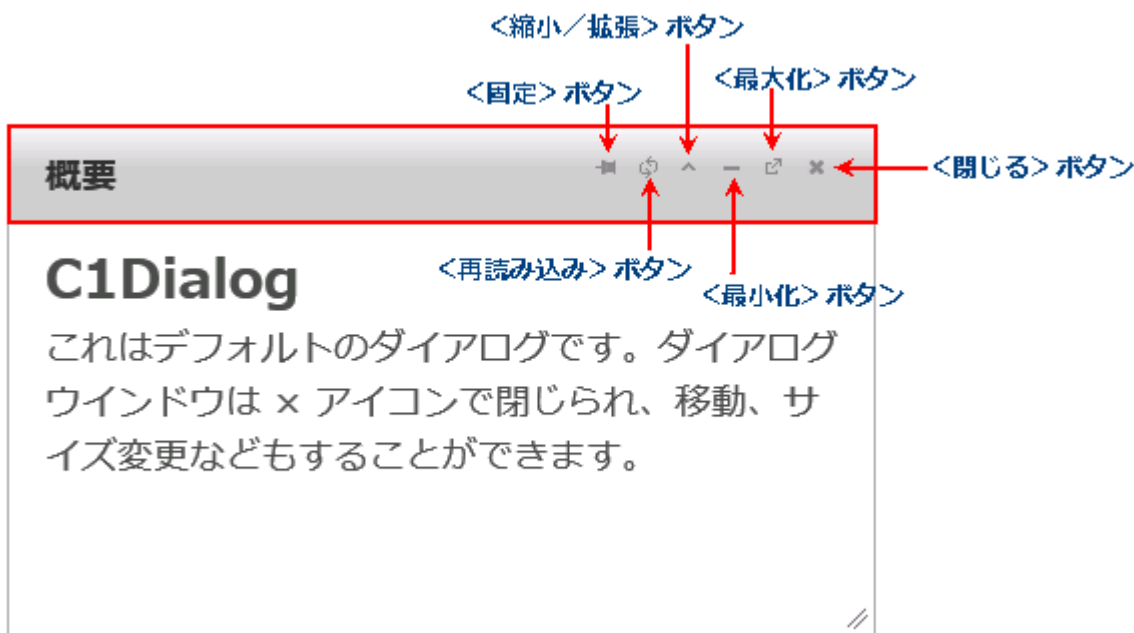 <縮小／拡張> ボタン
<固定> ボタン
<最大化> ボタン
概要
<閉じる> ボタン
<再読み込み> ボタン
<最小化> ボタン
C1Dialog
これはデフォルトのダイアログです。ダイアログ
ウインドウは × アイコンで閉じられ、移動、サ
イズ変更などもすることができます。